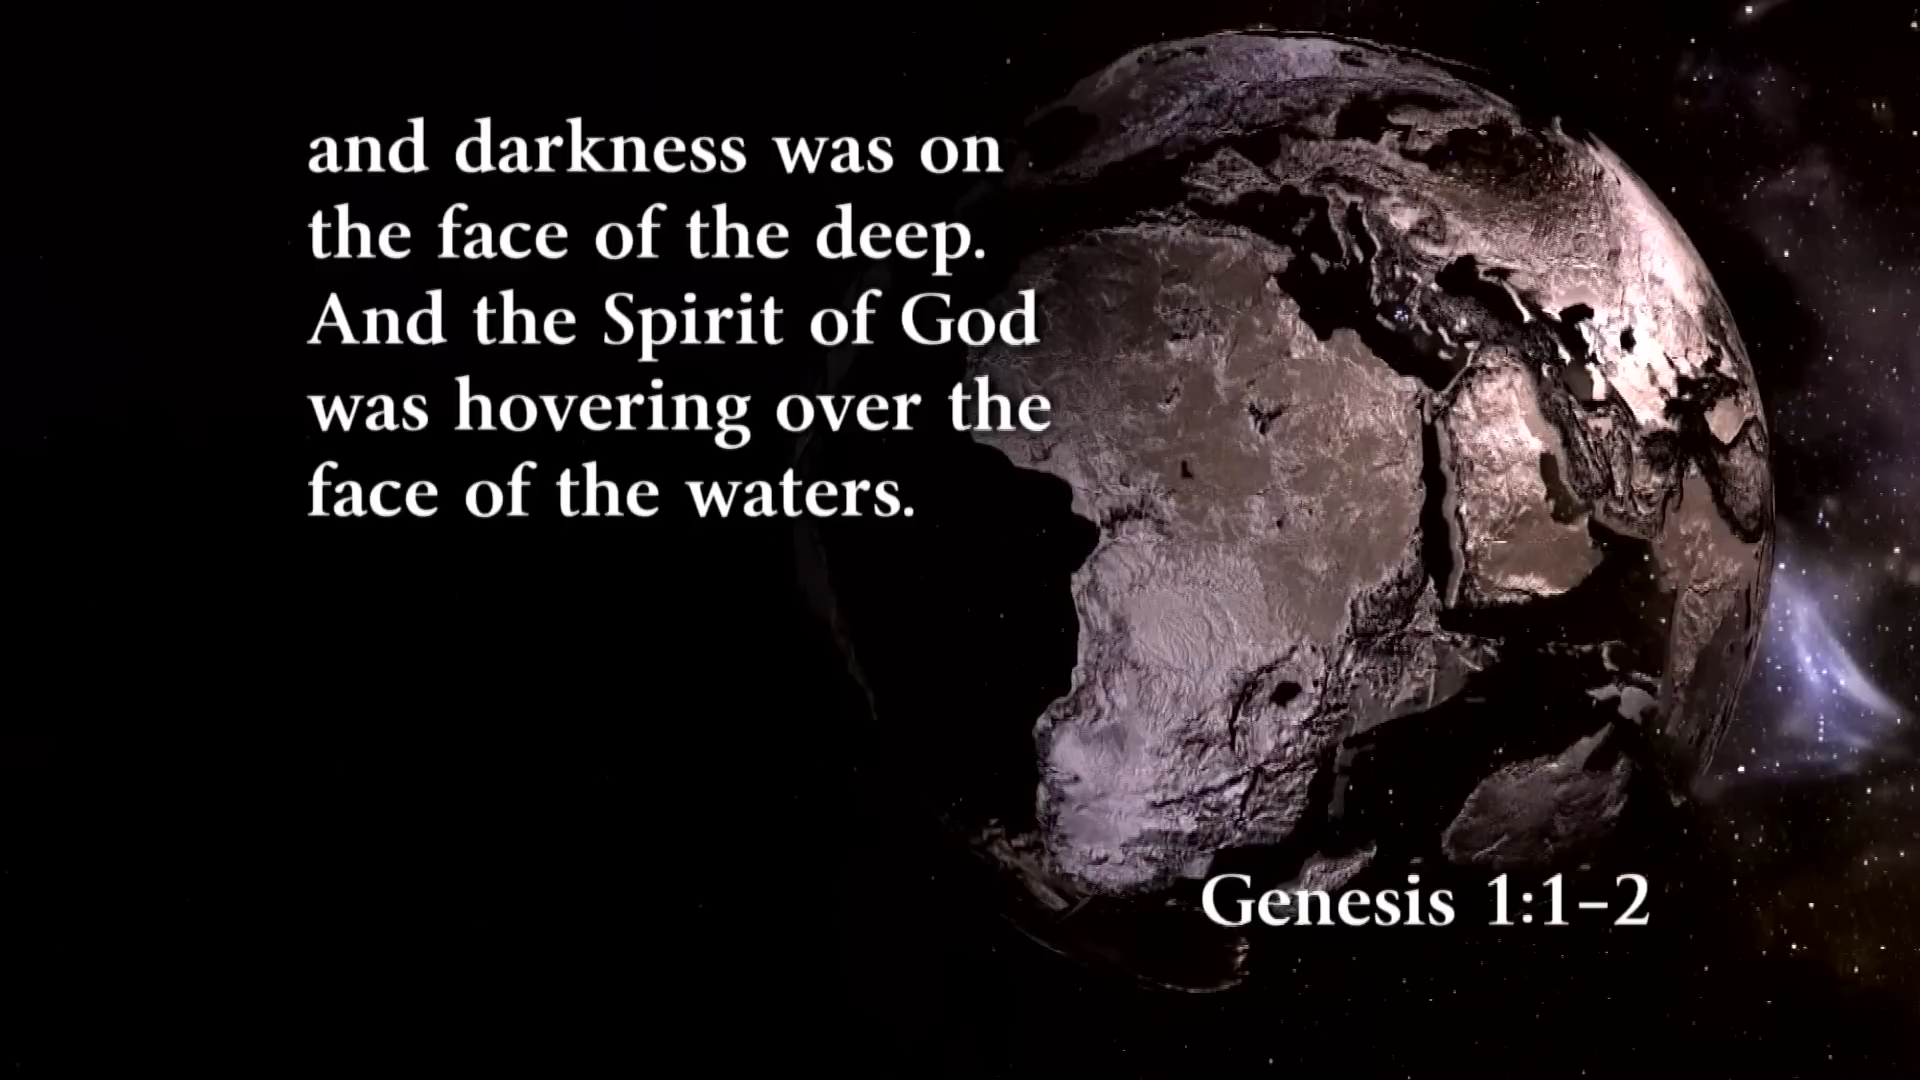 and darkness was on
the face of the deep.
And the Spirit of God
was hovering over the
face of the waters.
Genesis 1:1–2